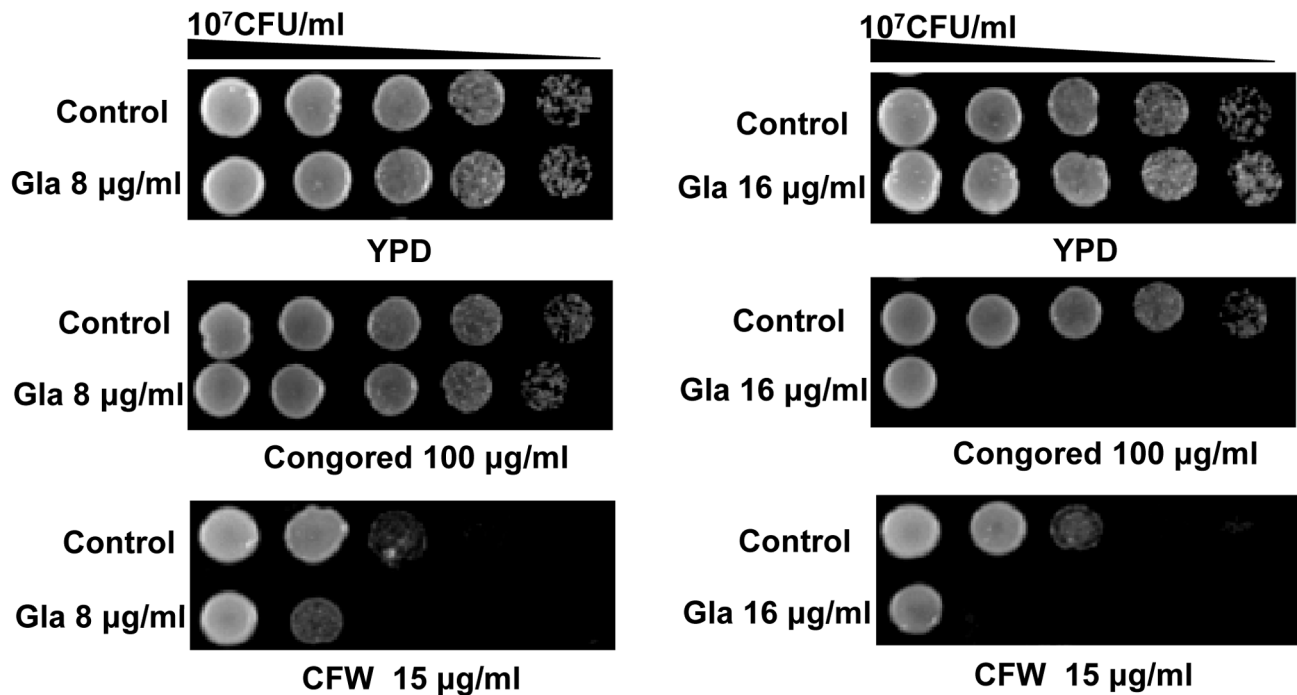 10⁷CFU/ml
Control
Gla 8 µg/ml
YPD
Control
Gla 8 µg/ml
Congored 100 µg/ml
Control
Gla 8 µg/ml
CFW 15 µg/ml
10⁷CFU/ml
Control
Gla 16 µg/ml
YPD
Control
Gla 16 µg/ml
Congored 100 µg/ml
Control
Gla 16 µg/ml
CFW 15 µg/ml